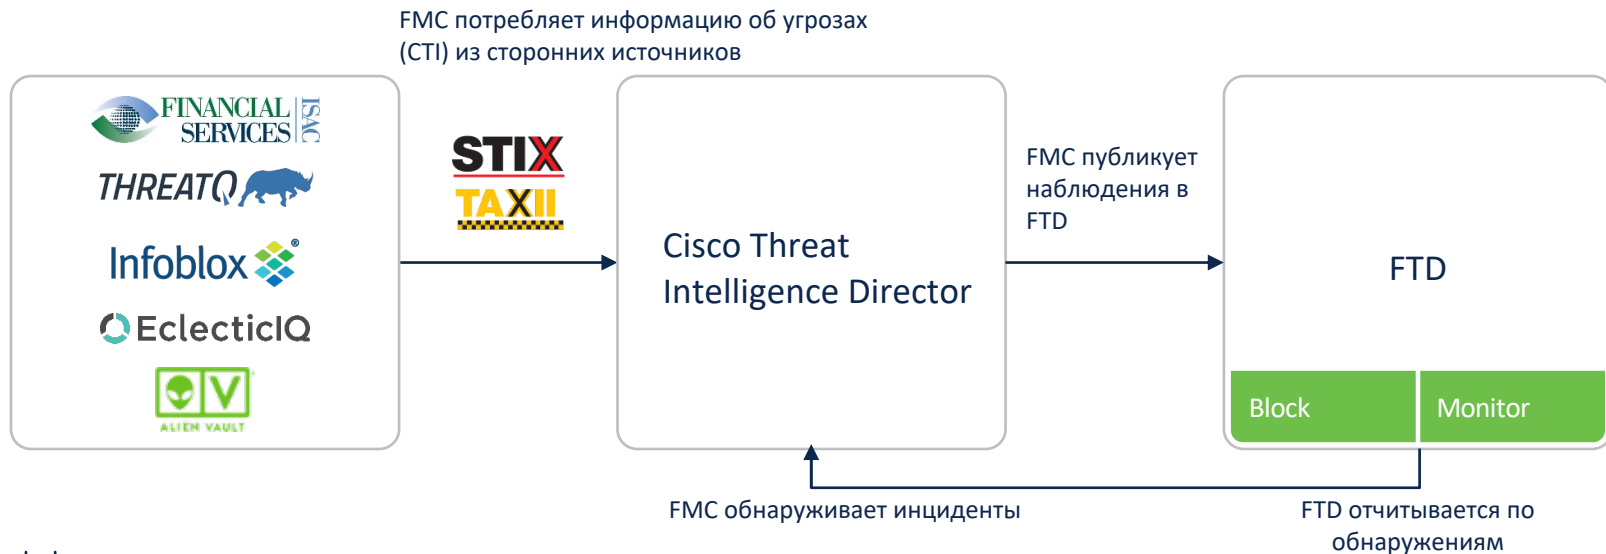 FMC потребляет информацию об угрозах
(CTI) из сторонних источников
FINANCIAL
SERVICES
ISAC
THREATQ
Infoblox®
EclecticIQ
ALIEN VAULT
STIX
TAXII
Cisco Threat
Intelligence Director
FMC публикует
наблюдения в
FTD
FTD
Block
Monitor
FMC обнаруживает инциденты
FTD отчитывается по
обнаружениям